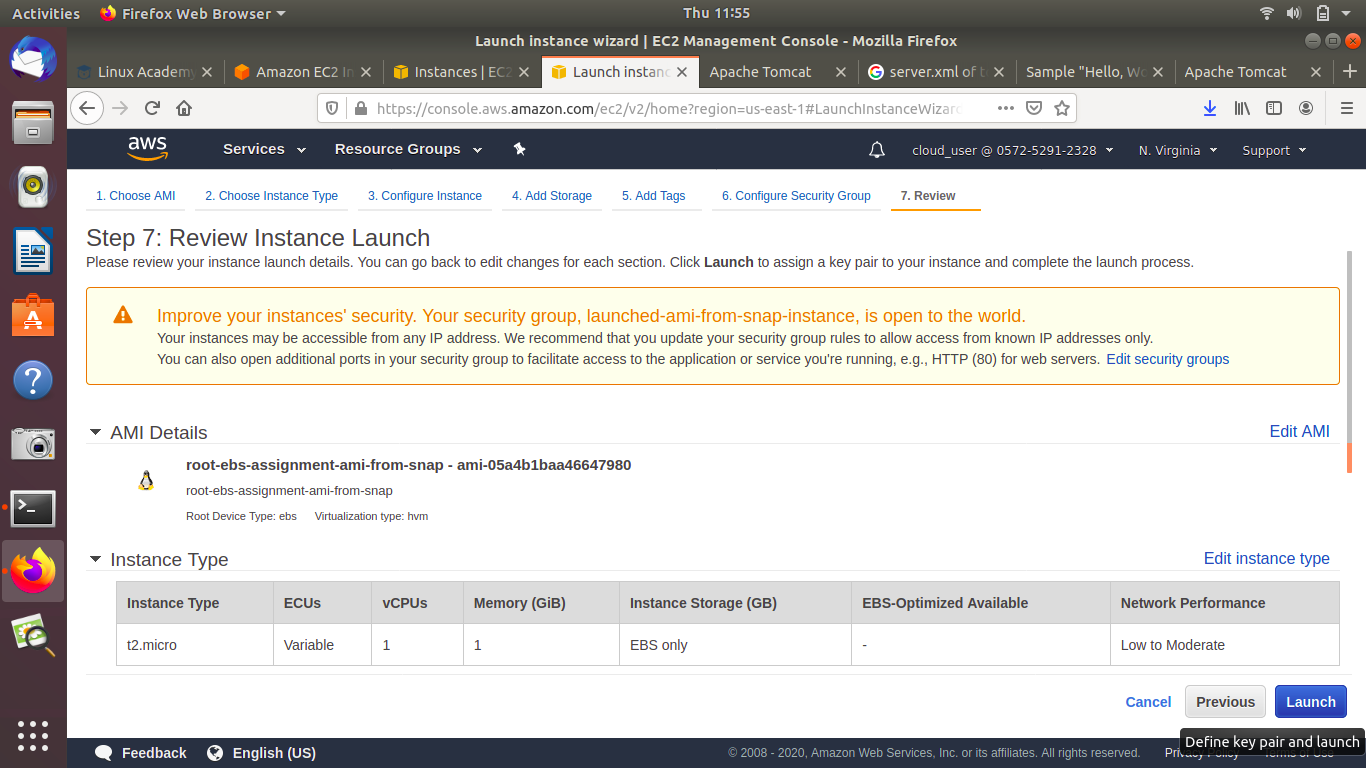 Activities
Firefox Web Browser
Thu 11:55
Launch instance wizard | EC2 Management Console - Mozilla Firefox
Linux Academy
Amazon EC2 In
Instances | EC2
Launch instanc
Apache Tomcat
server.xml of t
Sample "Hello, Wo
Apache Tomcat
https://console.aws.amazon.com/ec2/v2/home?region=us-east-1#LaunchInstanceWizard
aws
Services
Resource Groups
cloud_user @ 0572-5291-2328
N. Virginia
Support
1. Choose AMI
2. Choose Instance Type
3. Configure Instance
4. Add Storage
5. Add Tags
6. Configure Security Group
7. Review
Step 7: Review Instance Launch
Please review your instance launch details. You can go back to edit changes for each section. Click Launch to assign a key pair to your instance and complete the launch process.
Improve your instances' security. Your security group, launched-ami-from-snap-instance, is open to the world.
Your instances may be accessible from any IP address. We recommend that you update your security group rules to allow access from known IP addresses only.
You can also open additional ports in your security group to facilitate access to the application or service you're running, e.g., HTTP (80) for web servers. Edit security groups
AMI Details
Edit AMI
root-ebs-assignment-ami-from-snap - ami-05a4b1baa46647980
root-ebs-assignment-ami-from-snap
Root Device Type: ebs Virtualization type: hvm
Instance Type
Edit instance type
Instance Type ECUs vCPUs Memory (GiB) Instance Storage (GB) EBS-Optimized Available Network Performance
t2.micro Variable 1 1 EBS only - Low to Moderate
Cancel
Previous
Launch
Define key pair and launch
Feedback
English (US)
© 2008 - 2020, Amazon Web Services, Inc. or its affiliates. All rights reserved.
Privacy Policy
Terms of Use